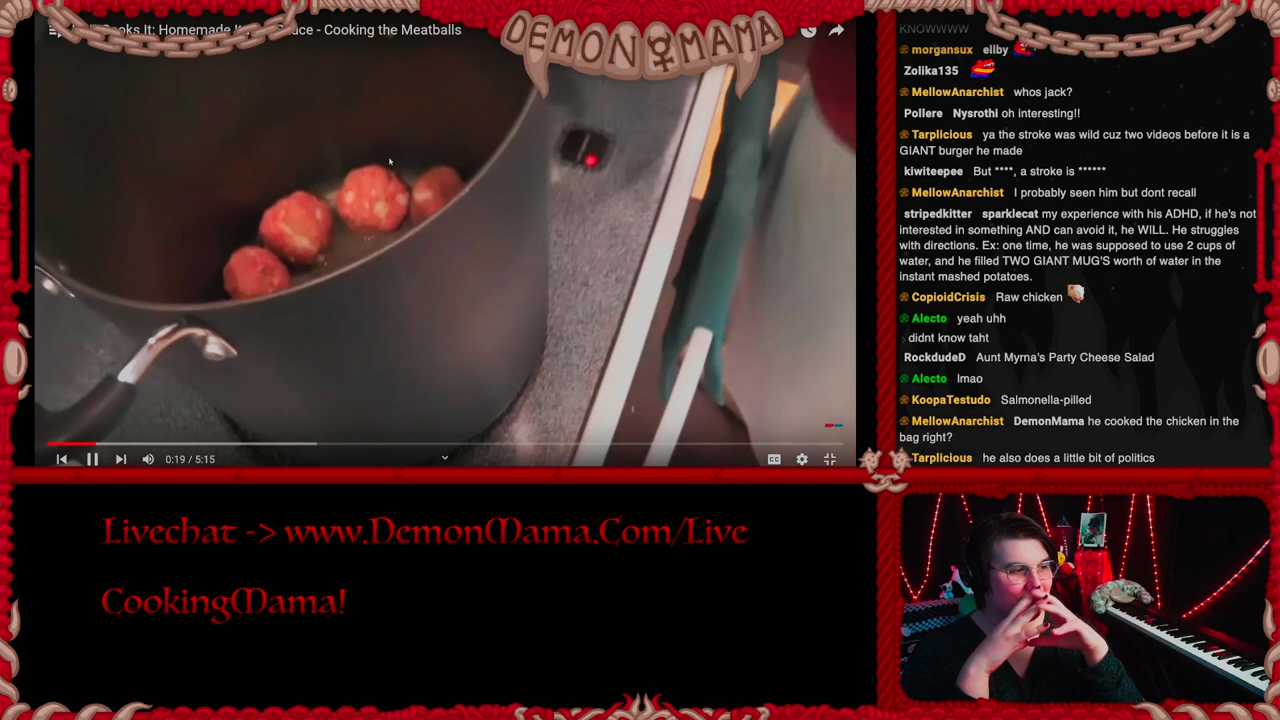 ooks It: Homemade It uce - Cooking the Meatballs
DEMON MAMA
0:19 / 5:15
CC
Livechat -> www.DemonMama.Com/Live
CookingMama!
KNOWWWW
morgansux ellby
Zolika135
MellowAnarchist whos jack?
Pollere Nysrothi oh interesting!!
Tarplicious ya the stroke was wild cuz two videos before it is a
GIANT burger he made
kiwiteepee But ****, a stroke is ******
MellowAnarchist I probably seen him but dont recall
stripedkitter sparklecat my experience with his ADHD, if he's not
interested in something AND can avoid it, he WILL. He struggles
with directions. Ex: one time, he was supposed to use 2 cups of
water, and he filled TWO GIANT MUG'S worth of water in the
instant mashed potatoes.
CopioidCrisis Raw chicken
Alecto yeah uhh
didnt know taht
RockdudeD Aunt Myrna's Party Cheese Salad
Alecto lmao
KoopaTestudo Salmonella-pilled
MellowAnarchist DemonMama he cooked the chicken in the
bag right?
Tarplicious he also does a little bit of politics